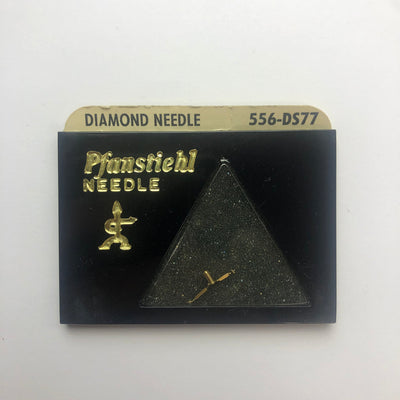 DIAMOND NEEDLE 556-DS77
Pfanstiehl
NEEDLE